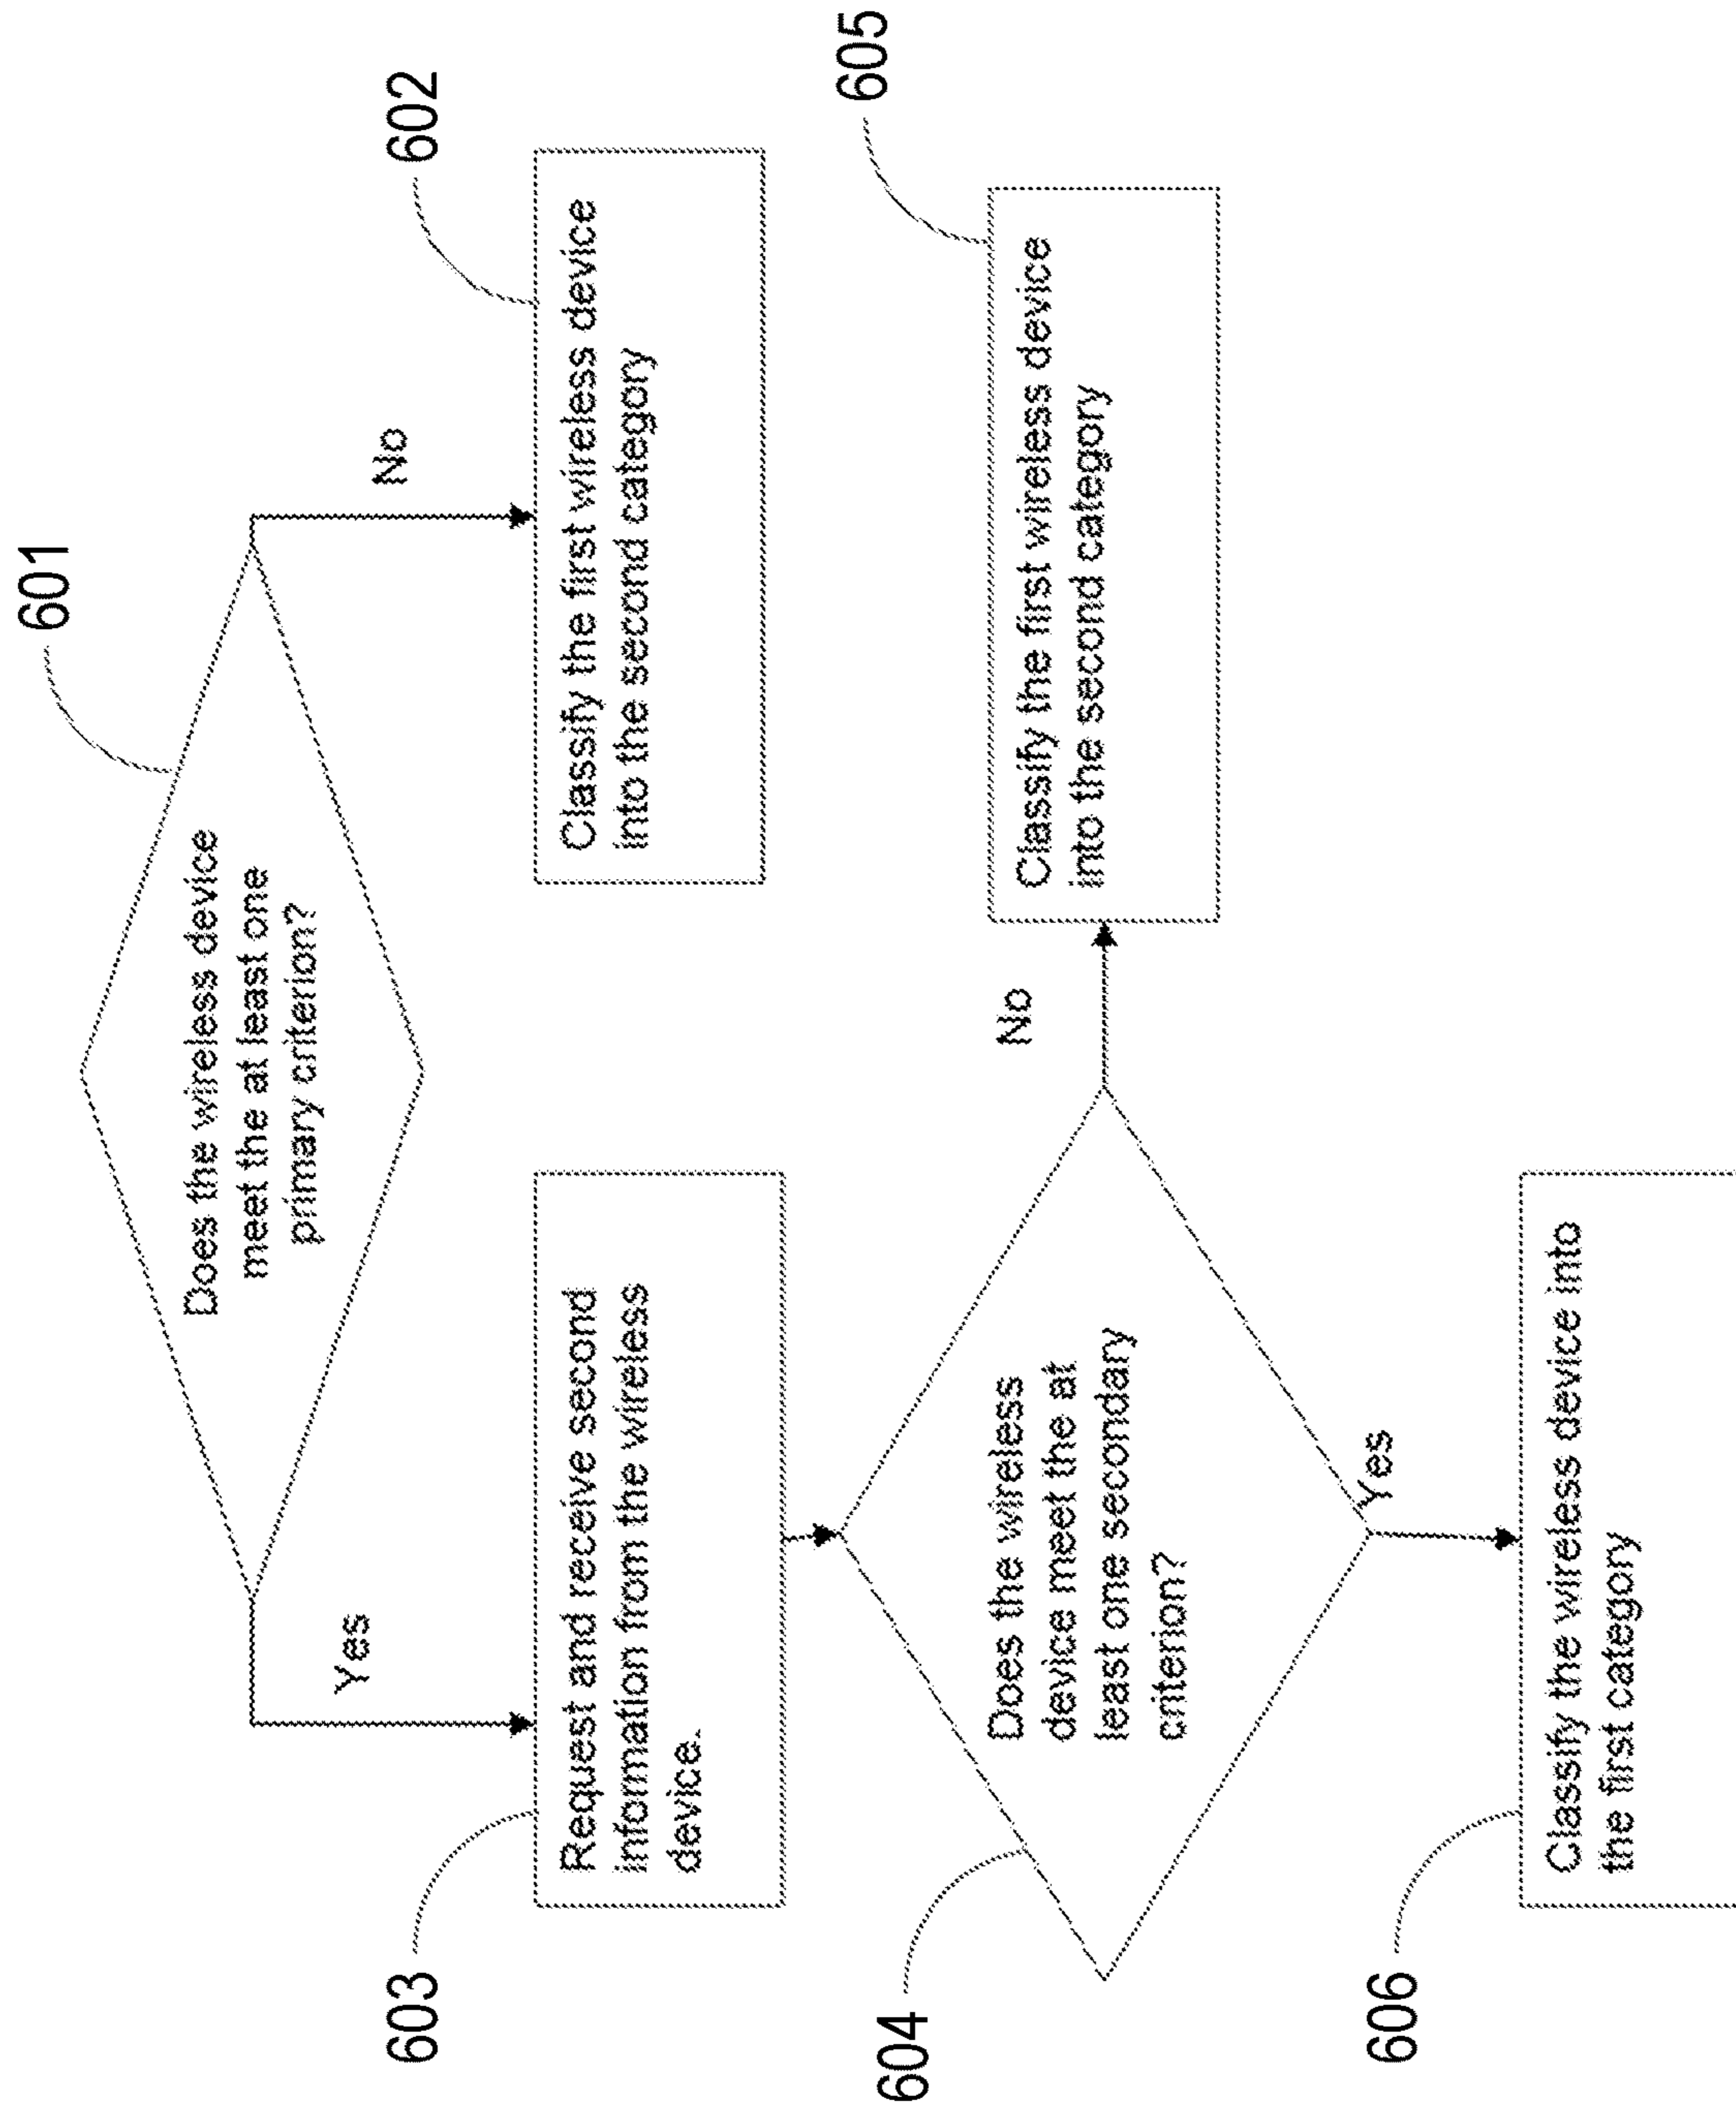 601
Does the wireless device
meet the at least one
primary criterion?
Yes
No
602
Classify the first wireless device
into the second category
603
Request and receive second
information from the wireless
device.
604
Does the wireless
device meet the at
least one secondary
criterion?
No
605
Classify the first wireless device
into the second category
Yes
606
Classify the wireless device into
the first category